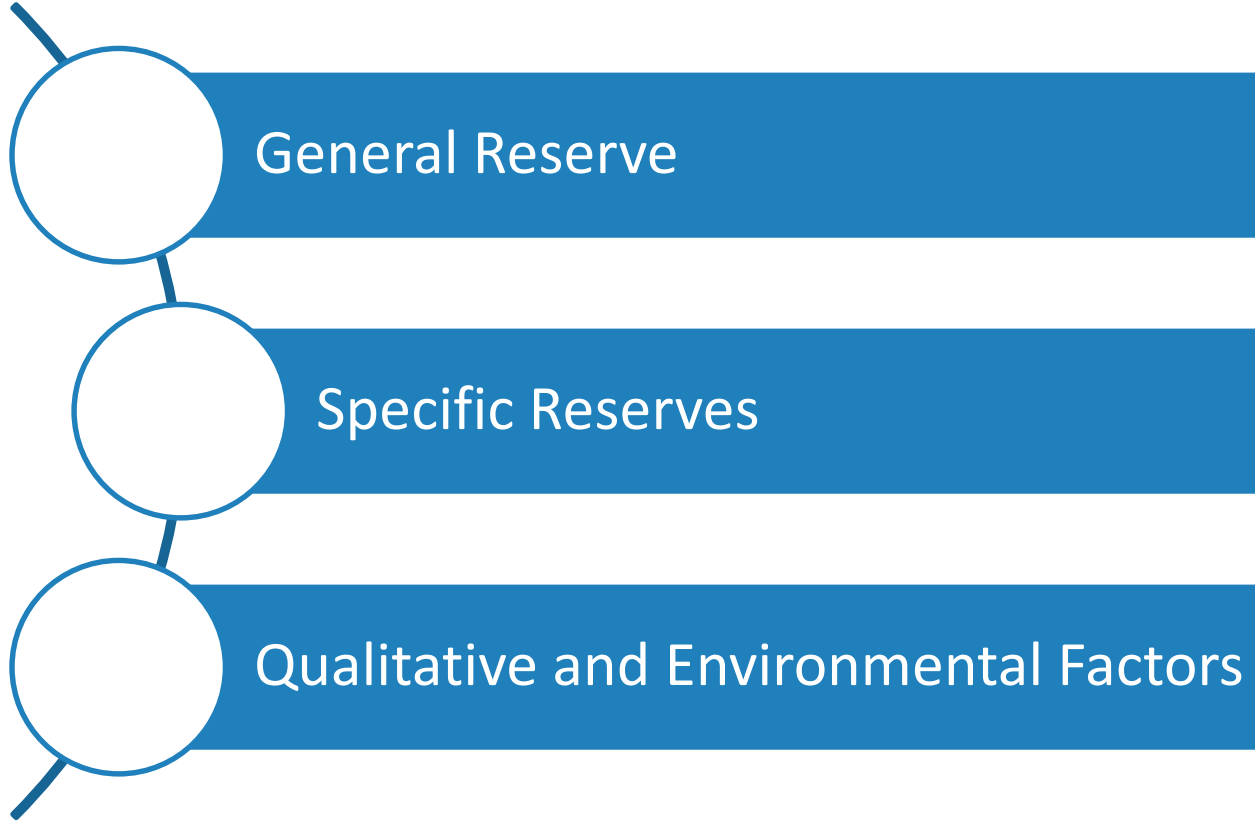 General Reserve
Specific Reserves
Qualitative and Environmental Factors